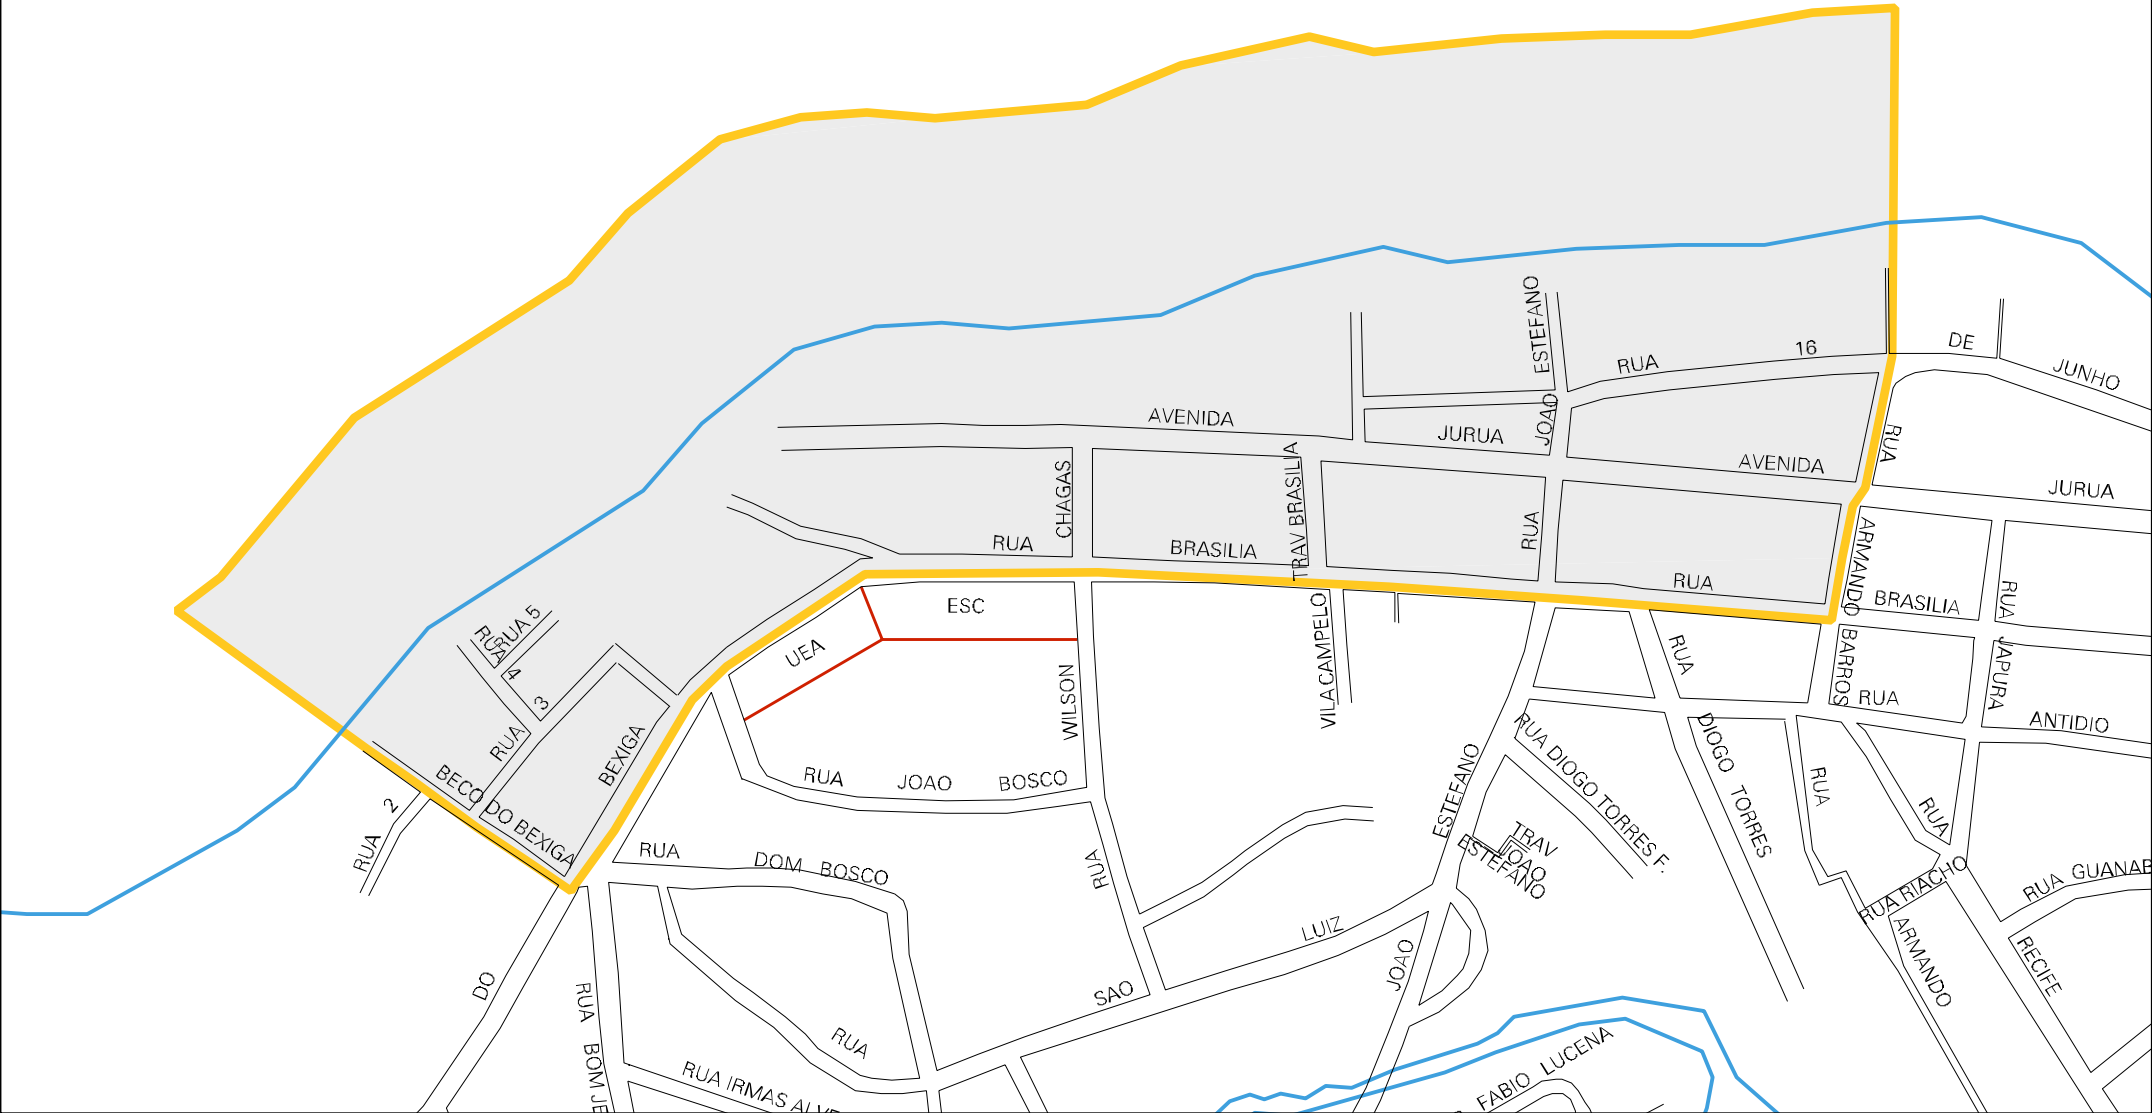 ESTEFANO
RUA
16
DE
JUNHO
AVENIDA
JURUA
JOAO
RUA
AVENIDA
JURUA
CHAGAS
TRAV BRASILIA
RUA
BRASILIA
RUA
RUA
ARMANDO
BARROS
BRASILIA
RUA
JAPURA
ESC
UEA
WILSON
VILA CAMPELO
RUA
RUA
ANTIDIO
RUA 5
RUA
4
3
RUA
BEXIGA
BECO DO BEXIGA
2
RUA
RUA
JOAO
BOSCO
ESTEFANO
RUA DIOGO TORRES F.
DIOGO
TORRES
RUA
RUA
TRAV
JOAO
ESTEFANO
RUA
DOM
BOSCO
RUA
RUA RIACHO
RUA
GUANAB
LUIZ
JOAO
ARMANDO
RECIFE
DO
RUA
SAO
RUA
BOM JE
RUA IRMAS ALVE
FABIO
LUCENA